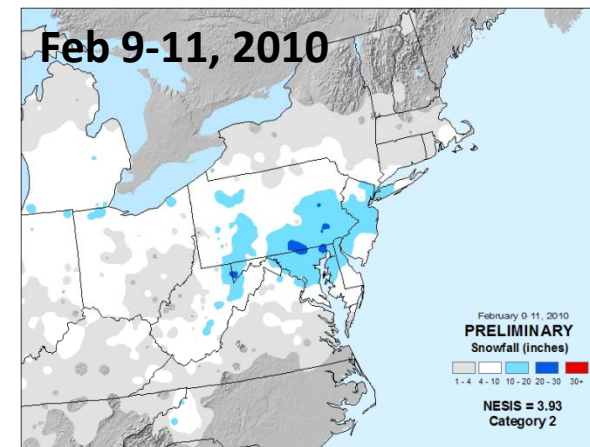 Feb 9-11, 2010
February 9-11, 2010
PRELIMINARY
Snowfall (inches)
1 - 4 4 - 10 10 - 20 20 - 30 30+
NESIS = 3.93
Category 2